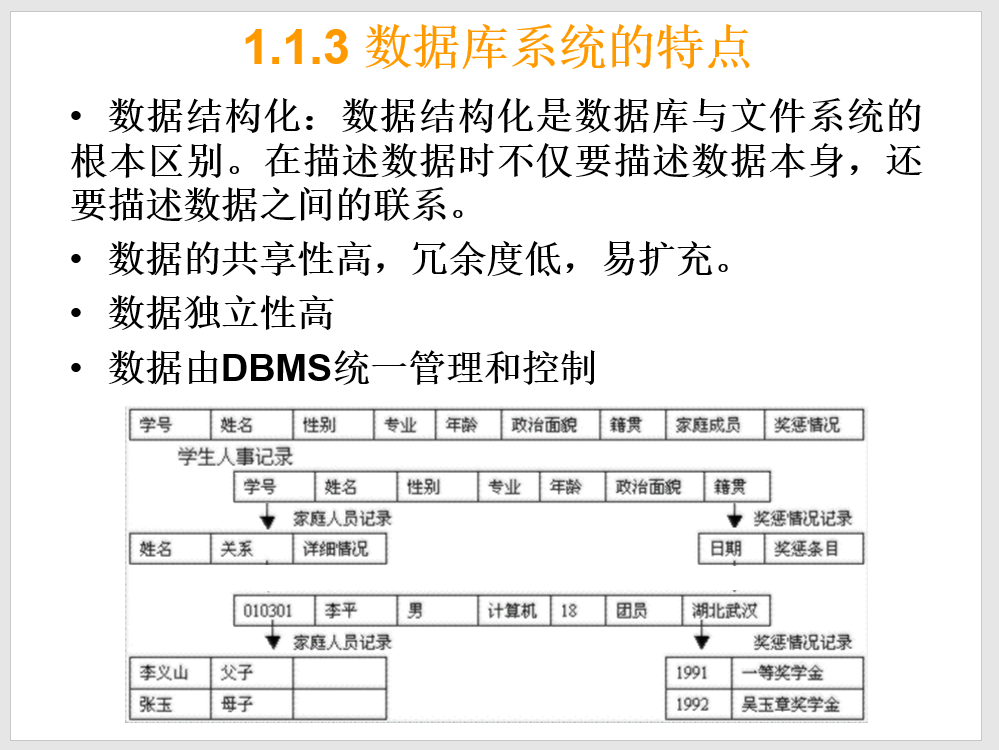 1.1.3 数据库系统的特点
• 数据结构化：数据结构化是数据库与文件系统的
根本区别。在描述数据时不仅要描述数据本身，还
要描述数据之间的联系。
• 数据的共享性高，冗余度低，易扩充。
• 数据独立性高
• 数据由DBMS统一管理和控制
学号 姓名 性别 专业 年龄 政治面貌 籍贯 家庭成员 奖惩情况
学生人事记录
学号 姓名 性别 专业 年龄 政治面貌 籍贯
家庭人员记录 奖惩情况记录
姓名 关系 详细情况 日期 奖惩条目
010301 李平 男 计算机 18 团员 湖北武汉
家庭人员记录 奖惩情况记录
李义山 父子 1991 一等奖学金
张玉 母子 1992 吴玉章奖学金